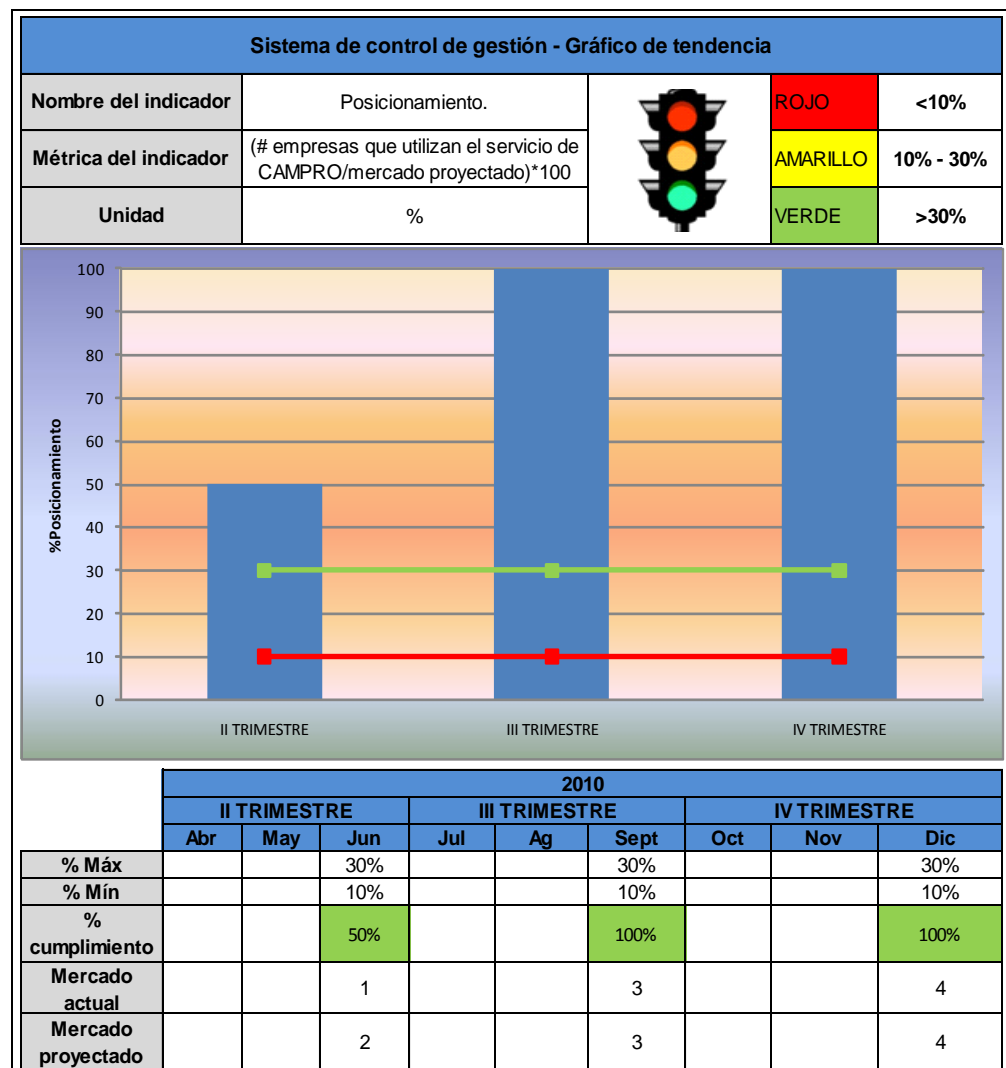 Sistema de control de gestión - Gráfico de tendencia
Nombre del indicador Posicionamiento. ROJO <10%
Métrica del indicador (# empresas que utilizan el servicio de CAMPRO/mercado proyectado)*100 AMARILLO 10% - 30%
Unidad % VERDE >30%
100
90
80
70
60
50
40
30
20
10
0
%Posicionamiento
II TRIMESTRE III TRIMESTRE IV TRIMESTRE
2010
II TRIMESTRE III TRIMESTRE IV TRIMESTRE
Abr May Jun Jul Ag Sept Oct Nov Dic
% Máx 30% 30% 30%
% Mín 10% 10% 10%
% cumplimiento 50% 100% 100%
Mercado actual 1 3 4
Mercado proyectado 2 3 4